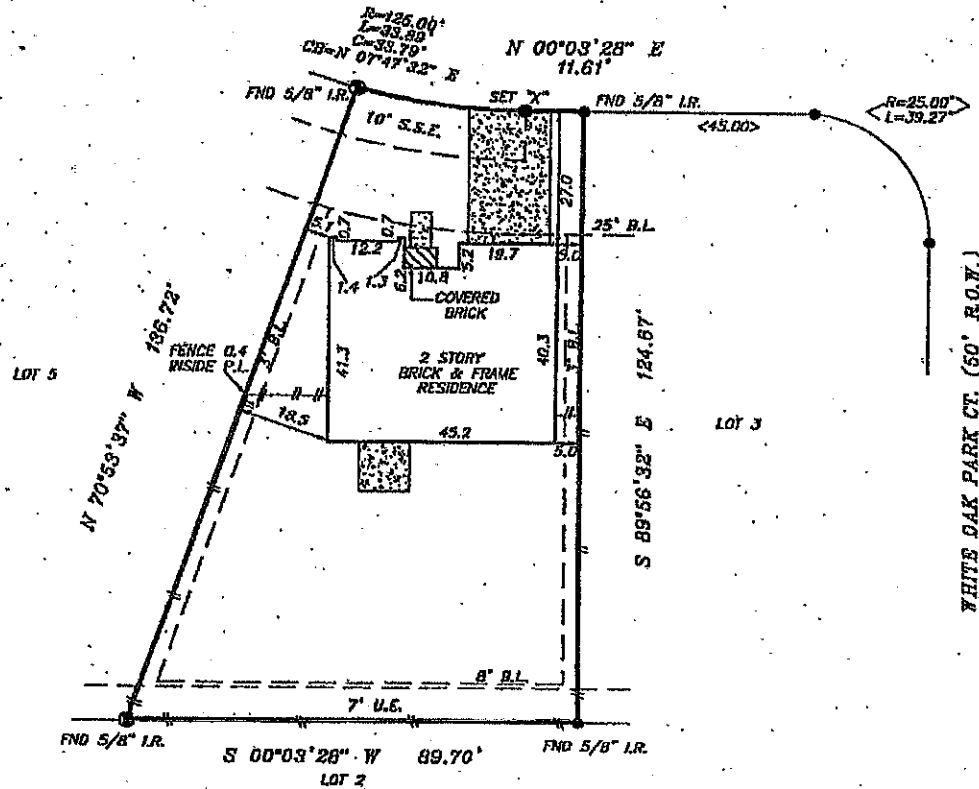 R=125.00'
L=33.89'
C=33.79'
CB=N 07°47'32" E
N 00°03'28" E
11.61'
FND 5/8" I.R.
SET "X"
FND 5/8" I.R.
<45.00>
R=25.00'
L=39.27'
10' S.S.E.
27.0
25' B.L.
0.7
0.7
12.2
5.2
19.7
5.0
1.4
1.3
6.2
10.8
COVERED
BRICK
N 70°53'37" W 136.72'
LOT 5
FENCE 0.4
INSIDE P.L.
B.L.
41.3
2 STORY
BRICK & FRAME
RESIDENCE
40.3
B.L.
S 89°56'32" E 124.67'
LOT 3
WHITE OAK PARK CT. (50' R.O.W.)
18.5
45.2
5.0
8' B.L.
7' U.E.
FND 5/8" I.R.
FND 5/8" I.R.
S 00°03'28" W 89.70'
LOT 2